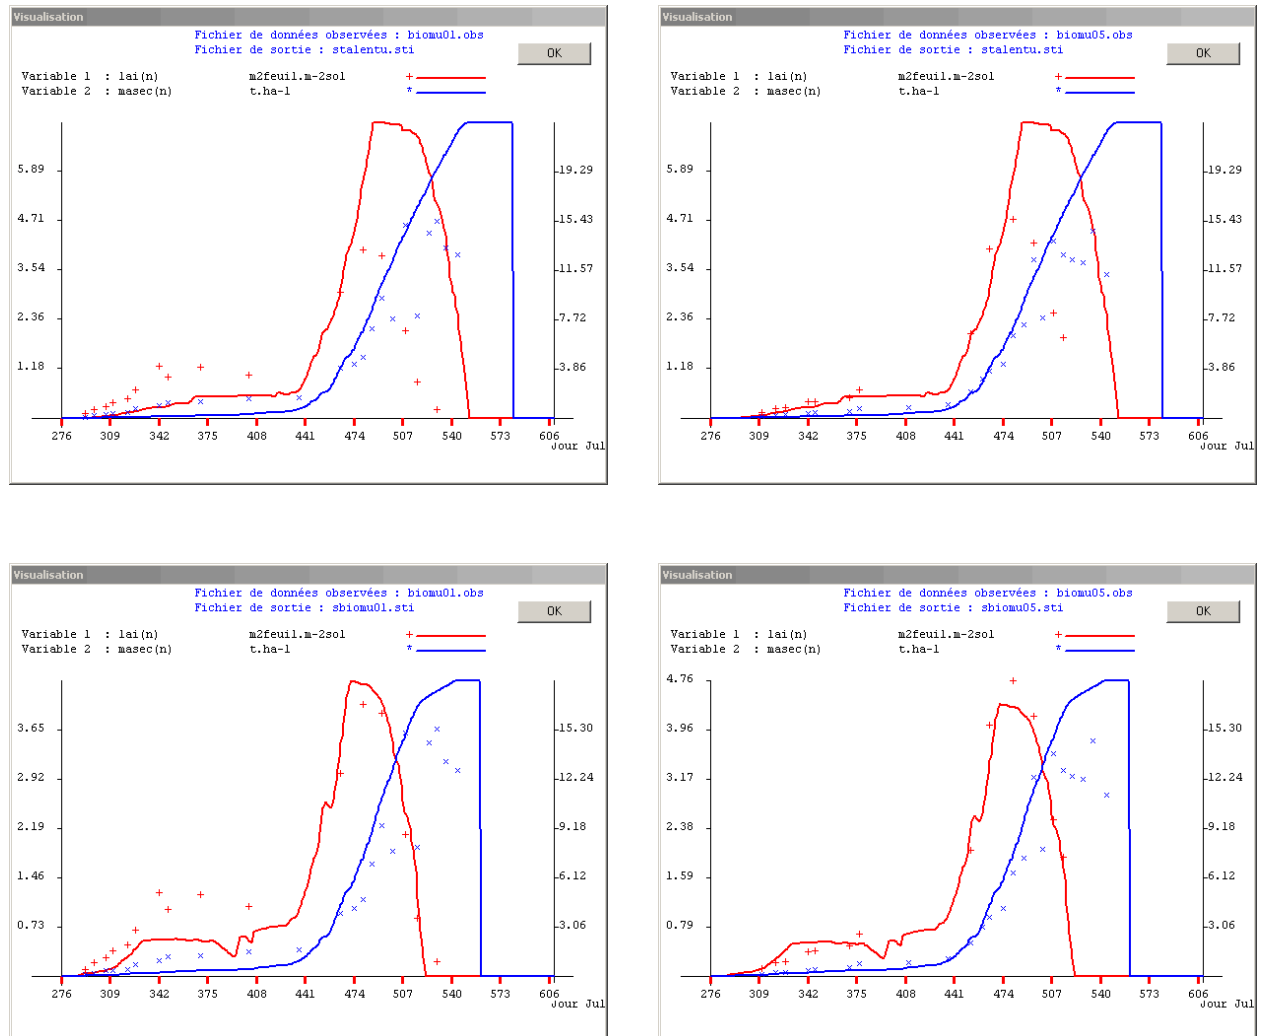 Visualisation
Fichier de données observées : biomu01.obs
Fichier de sortie : stalentu.sti
OK
Variable 1 : lai(n) m2feuil.m-2sol +
Variable 2 : masec(n) t.ha-1 *
5.89 19.29
4.71 15.43
3.54 11.57
2.36 7.72
1.18 3.86
276 309 342 375 408 441 474 507 540 573 606
Jour Jul
Visualisation
Fichier de données observées : biomu05.obs
Fichier de sortie : stalentu.sti
OK
Variable 1 : lai(n) m2feuil.m-2sol +
Variable 2 : masec(n) t.ha-1 *
5.89 19.29
4.71 15.43
3.54 11.57
2.36 7.72
1.18 3.86
276 309 342 375 408 441 474 507 540 573 606
Jour Jul
Visualisation
Fichier de données observées : biomu01.obs
Fichier de sortie : sbiomu01.sti
OK
Variable 1 : lai(n) m2feuil.m-2sol +
Variable 2 : masec(n) t.ha-1 *
3.65 15.30
2.92 12.24
2.19 9.18
1.46 6.12
0.73 3.06
276 309 342 375 408 441 474 507 540 573 606
Jour Jul
Visualisation
Fichier de données observées : biomu05.obs
Fichier de sortie : sbiomu05.sti
OK
Variable 1 : lai(n) m2feuil.m-2sol +
Variable 2 : masec(n) t.ha-1 *
4.76
3.96 15.30
3.17 12.24
2.38 9.18
1.59 6.12
0.79 3.06
276 309 342 375 408 441 474 507 540 573 606
Jour Jul